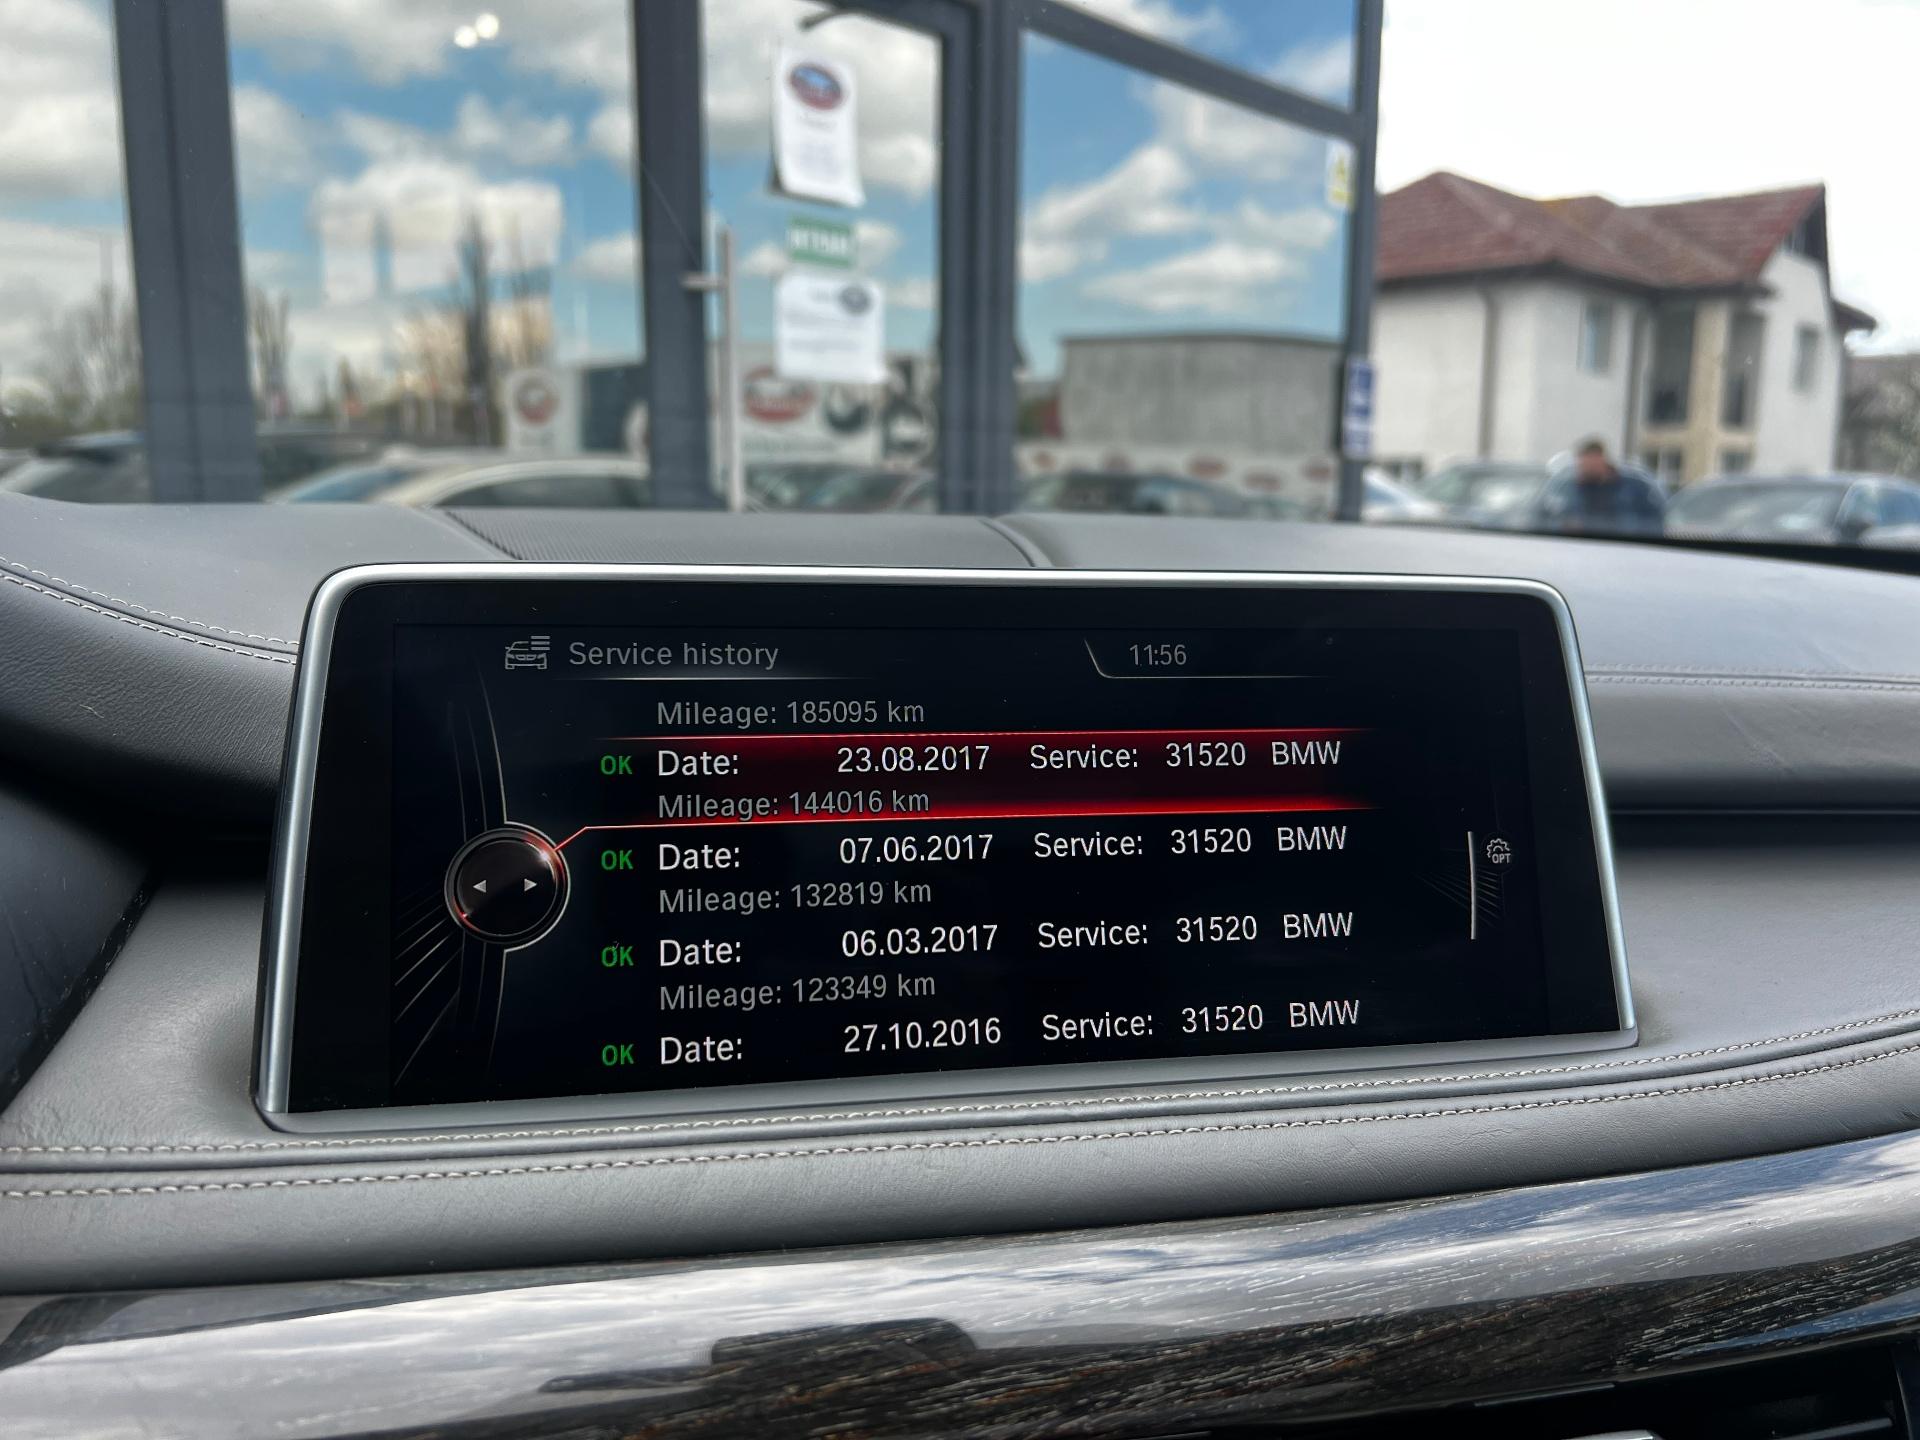 Service history 11:56
Mileage: 185095 km
OK Date: 23.08.2017 Service: 31520 BMW
Mileage: 144016 km
OK Date: 07.06.2017 Service: 31520 BMW
Mileage: 132819 km
OK Date: 06.03.2017 Service: 31520 BMW
Mileage: 123349 km
OK Date: 27.10.2016 Service: 31520 BMW
OPT